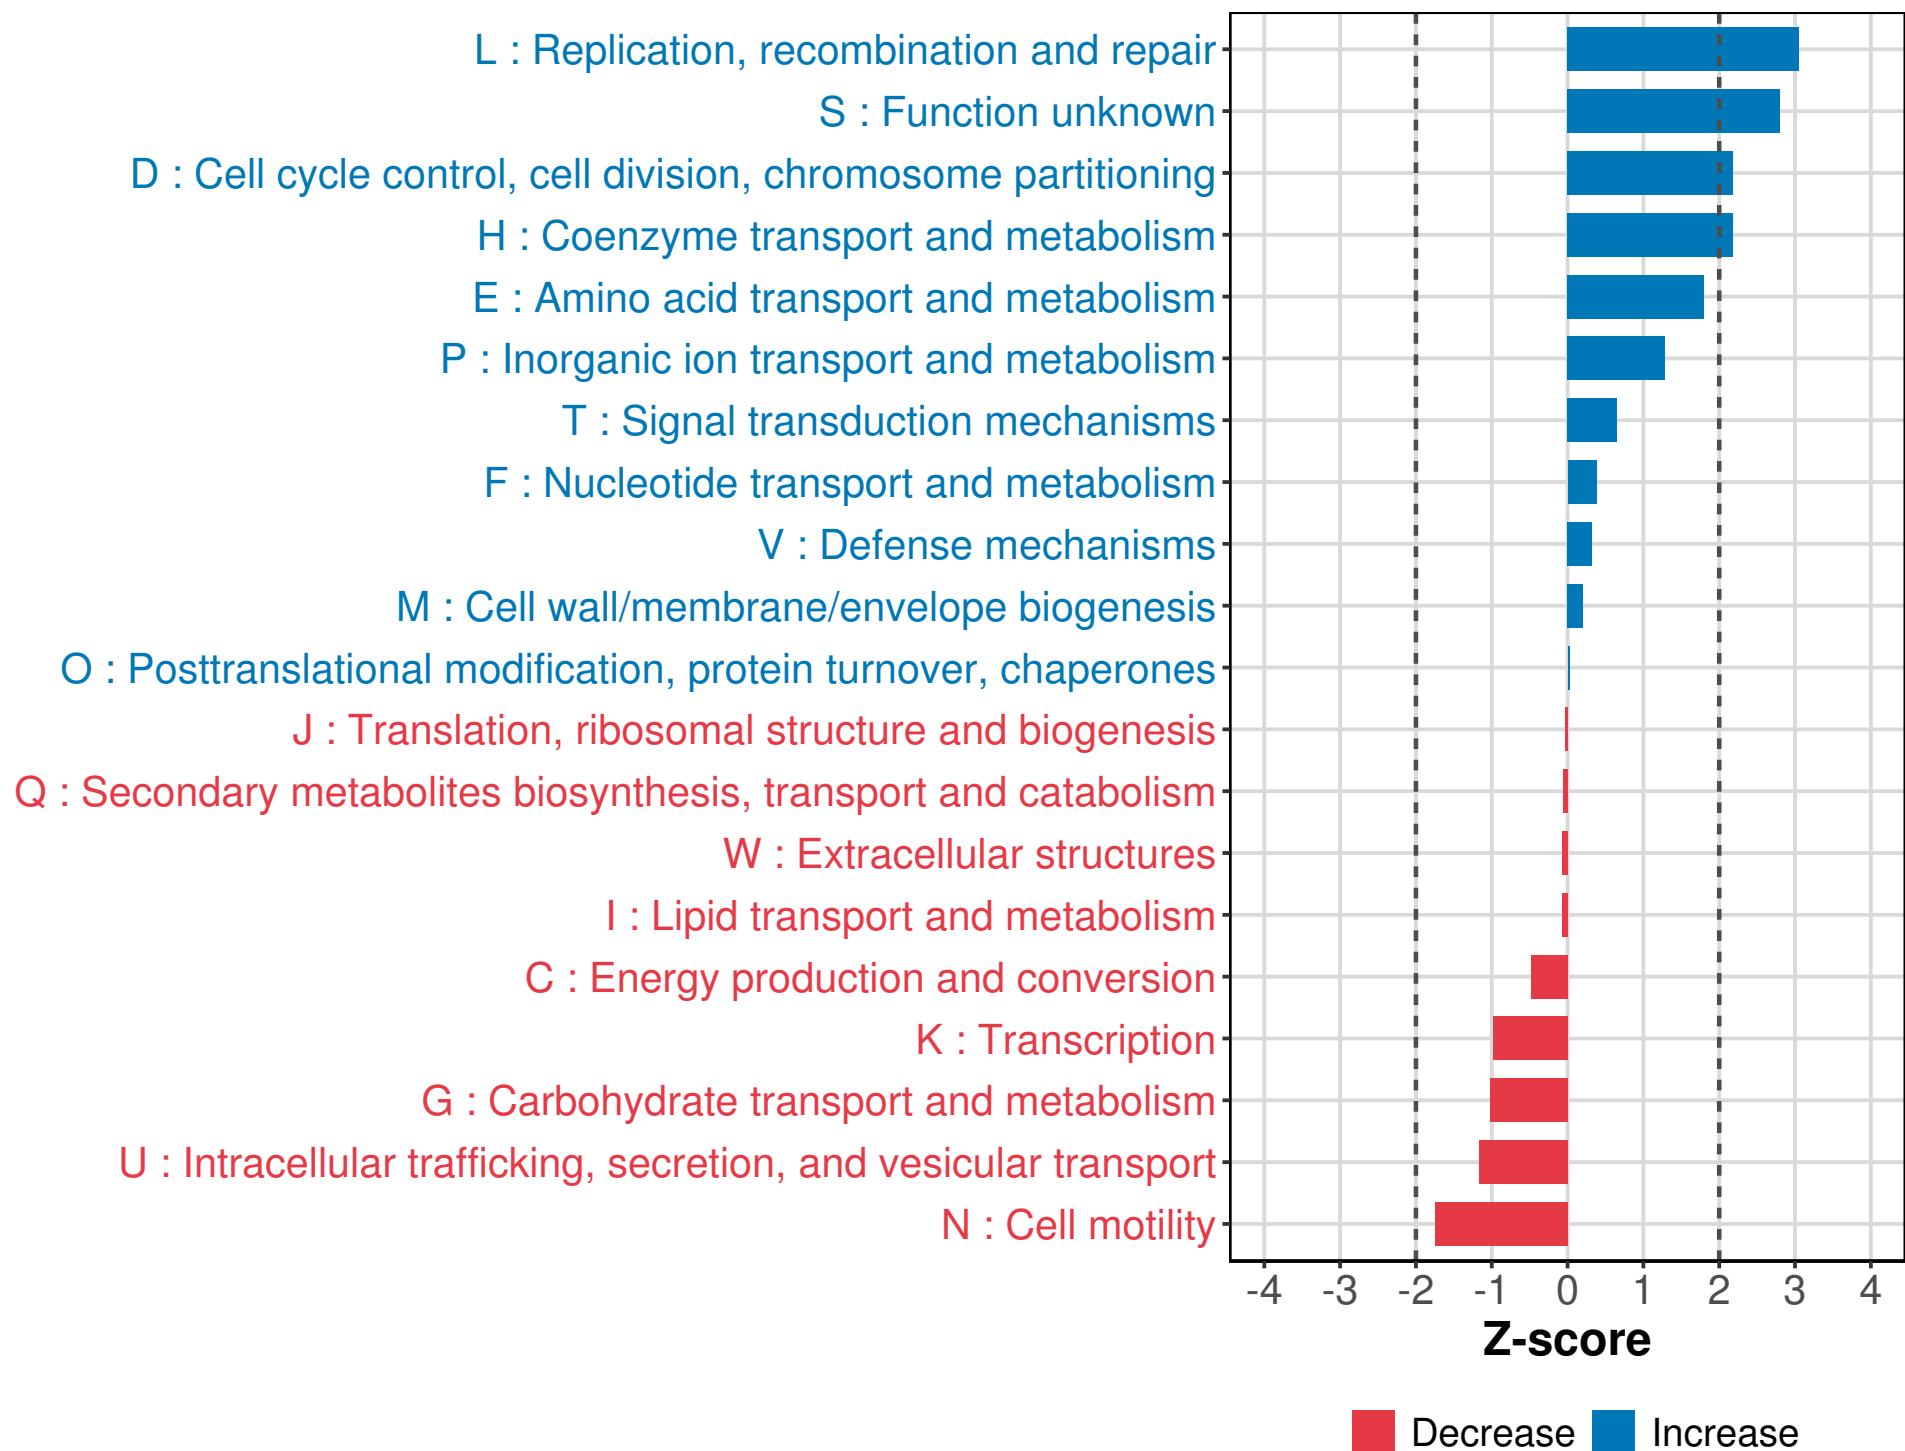 L : Replication, recombination and repair
S : Function unknown
D : Cell cycle control, cell division, chromosome partitioning
H : Coenzyme transport and metabolism
E : Amino acid transport and metabolism
P : Inorganic ion transport and metabolism
T : Signal transduction mechanisms
F : Nucleotide transport and metabolism
V : Defense mechanisms
M : Cell wall/membrane/envelope biogenesis
O : Posttranslational modification, protein turnover, chaperones
J : Translation, ribosomal structure and biogenesis
Q : Secondary metabolites biosynthesis, transport and catabolism
W : Extracellular structures
I : Lipid transport and metabolism
C : Energy production and conversion
K : Transcription
G : Carbohydrate transport and metabolism
U : Intracellular trafficking, secretion, and vesicular transport
N : Cell motility
-4 -3 -2 -1 0 1 2 3 4
Z-score
Decrease Increase